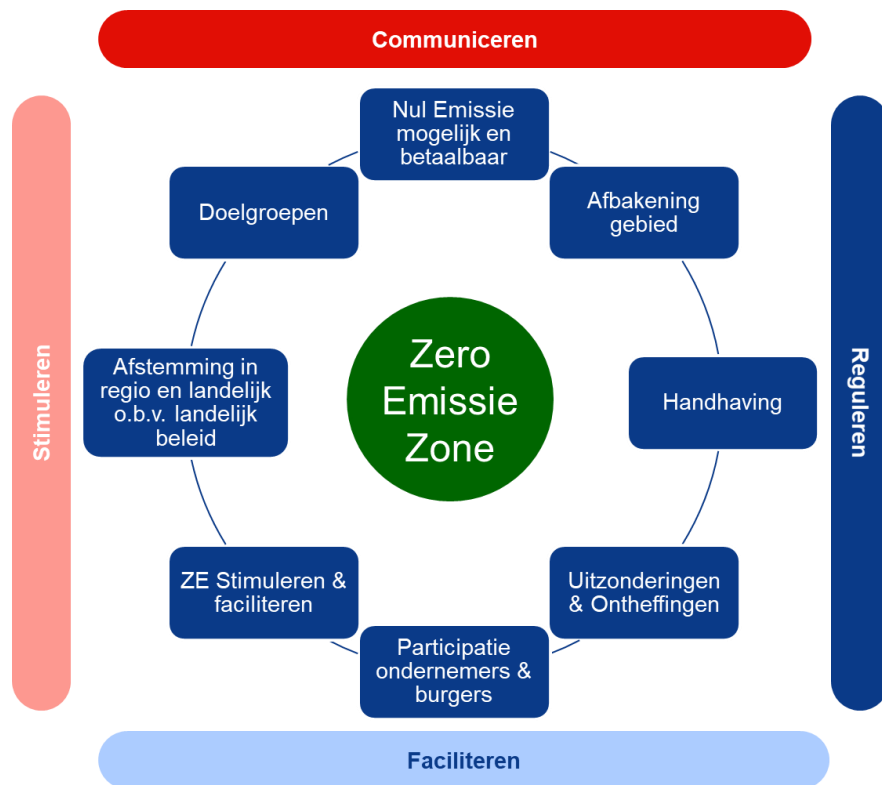 Communiceren
Nul Emissie
mogelijk en
betaalbaar
Doelgroepen
Afbakening
gebied
Stimuleren
Afstemming in
regio en landelijk
o.b.v. landelijk
beleid
Zero
Emissie
Zone
Handhaving
Reguleren
ZE Stimuleren &
faciliteren
Uitzonderingen
& Ontheffingen
Participatie
ondernemers &
burgers
Faciliteren